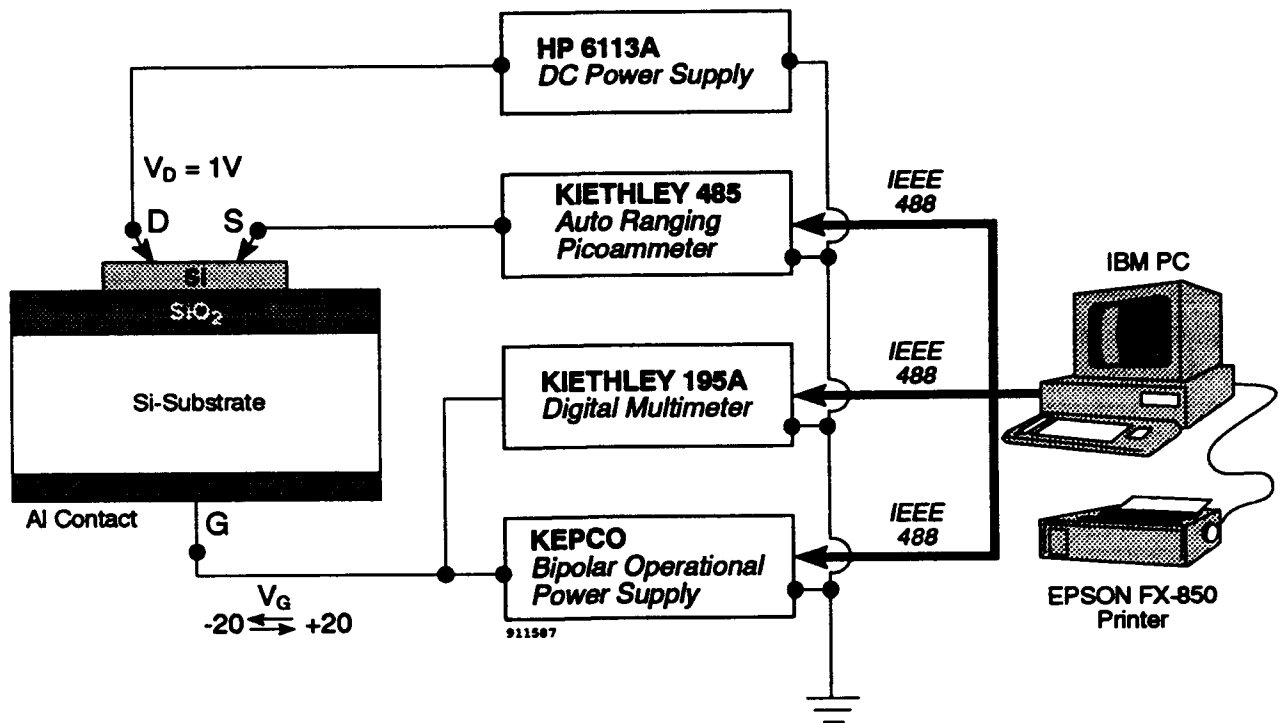 HP 6113A
DC Power Supply
V_D = 1V
D
S
KIETHLEY 485
Auto Ranging
Picoammeter
IEEE
488
IBM PC
Si
SiO₂
Si-Substrate
KIETHLEY 195A
Digital Multimeter
IEEE
488
Al Contact
G
KEPCO
Bipolar Operational
Power Supply
IEEE
488
V_G
-20 +20
911587
EPSON FX-850
Printer